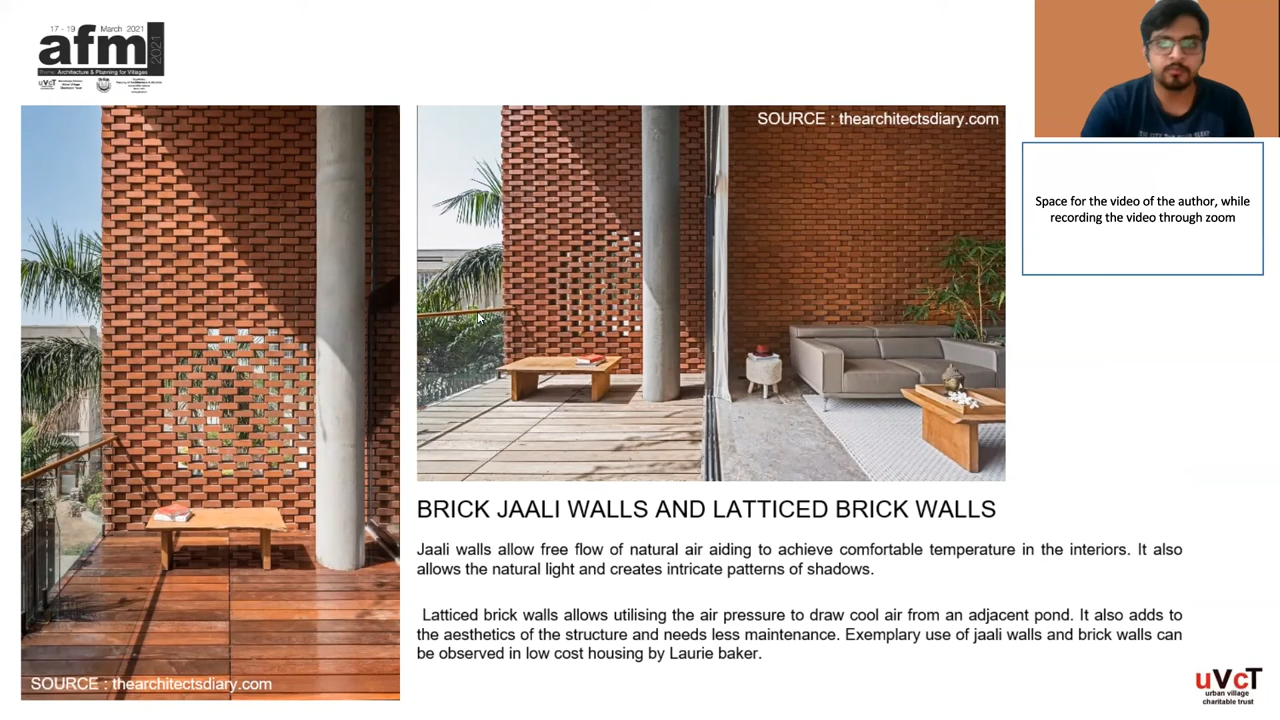 17 - 19 March 2021
afm
2021
Theme: Architecture & Planning for Villages
SOURCE : thearchitectsdiary.com
Space for the video of the author, while
recording the video through zoom
BRICK JAALI WALLS AND LATTICED BRICK WALLS
Jaali walls allow free flow of natural air aiding to achieve comfortable temperature in the interiors. It also
allows the natural light and creates intricate patterns of shadows.
Latticed brick walls allows utilising the air pressure to draw cool air from an adjacent pond. It also adds to
the aesthetics of the structure and needs less maintenance. Exemplary use of jaali walls and brick walls can
be observed in low cost housing by Laurie baker.
SOURCE : thearchitectsdiary.com
uVcT
urban village
charitable trust